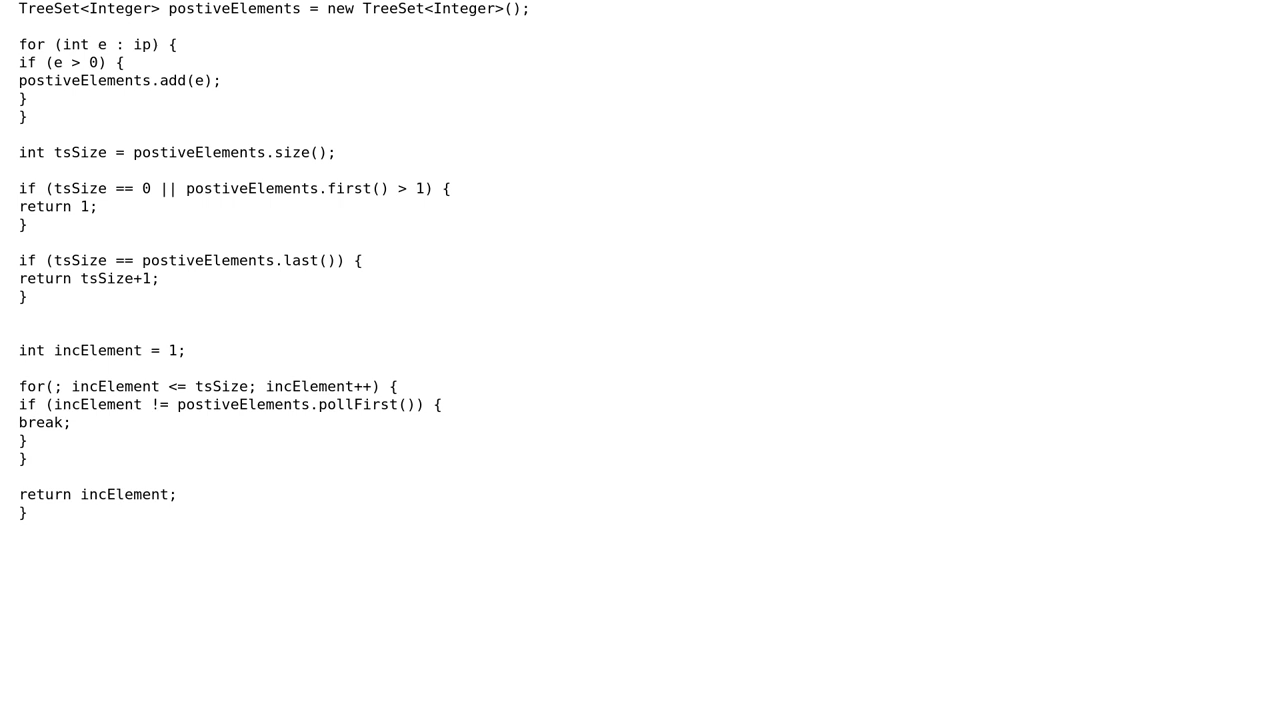 TreeSet<Integer> postiveElements = new TreeSet<Integer>();
for (int e : ip) {
if (e > 0) {
postiveElements.add(e);
}
}
int tsSize = postiveElements.size();
if (tsSize == 0 || postiveElements.first() > 1) {
return 1;
}
if (tsSize == postiveElements.last()) {
return tsSize+1;
}
int incElement = 1;
for(; incElement <= tsSize; incElement++) {
if (incElement != postiveElements.pollFirst()) {
break;
}
}
return incElement;
}